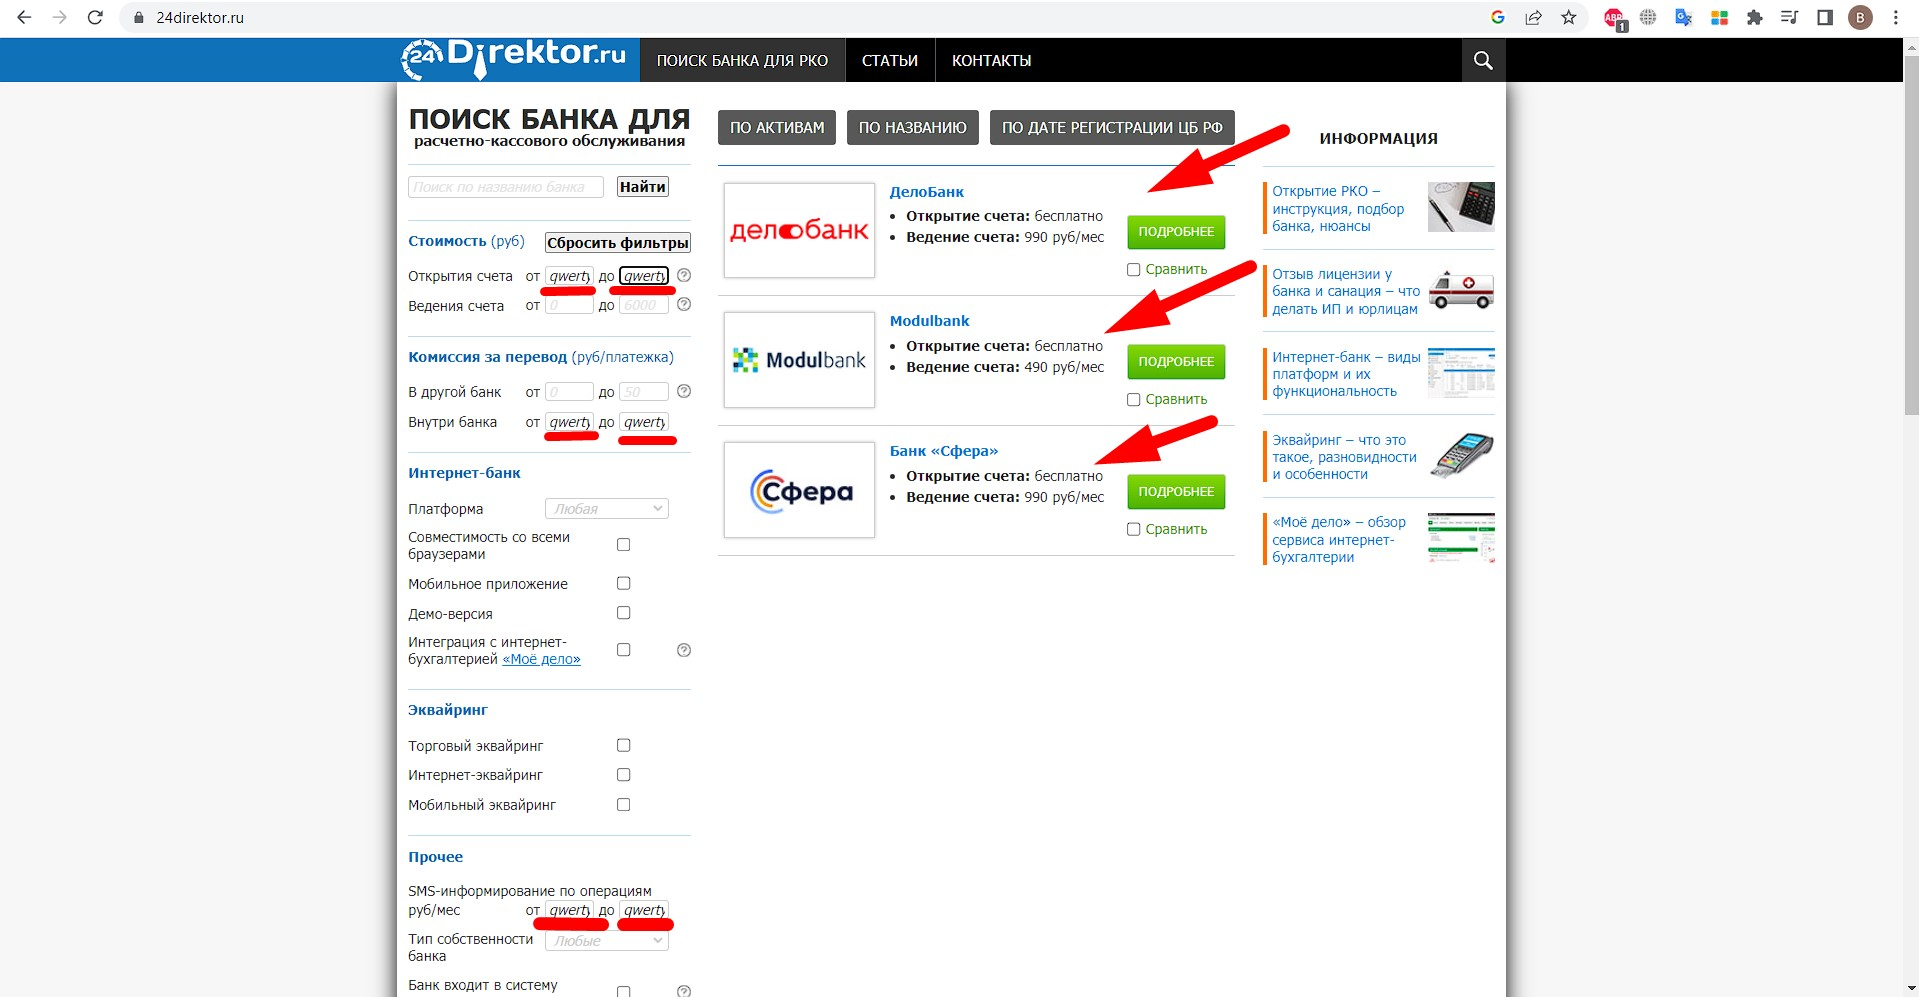 24direktor.ru
1
B
24Direktor.ru
ПОИСК БАНКА ДЛЯ РКО
СТАТЬИ
КОНТАКТЫ
ПОИСК БАНКА ДЛЯ
расчетно-кассового обслуживания
Поиск по названию банка
Найти
Стоимость (руб)
Сбросить фильтры
Открытия счета от qwerty до qwerty ?
Ведения счета от 0 до 6000 ?
Комиссия за перевод (руб/платежка)
В другой банк от 0 до 50 ?
Внутри банка от qwerty до qwerty
Интернет-банк
Платформа Любая
Совместимость со всеми
браузерами
Мобильное приложение
Демо-версия
Интеграция с интернет-
бухгалтерией «Моё дело» ?
Эквайринг
Торговый эквайринг
Интернет-эквайринг
Мобильный эквайринг
Прочее
SMS-информирование по операциям
руб/мес от qwerty до qwerty
Тип собственности Любые
банка
Банк входит в систему ?
ПО АКТИВАМ
ПО НАЗВАНИЮ
ПО ДАТЕ РЕГИСТРАЦИИ ЦБ РФ
делобанк
ДелоБанк
• Открытие счета: бесплатно
• Ведение счета: 990 руб/мес
ПОДРОБНЕЕ
Сравнить
Modulbank
Modulbank
• Открытие счета: бесплатно
• Ведение счета: 490 руб/мес
ПОДРОБНЕЕ
Сравнить
Сфера
Банк «Сфера»
• Открытие счета: бесплатно
• Ведение счета: 990 руб/мес
ПОДРОБНЕЕ
Сравнить
ИНФОРМАЦИЯ
Открытие РКО –
инструкция, подбор
банка, нюансы
Отзыв лицензии у
банка и санация – что
делать ИП и юрлицам
Интернет-банк – виды
платформ и их
функциональность
Эквайринг – что это
такое, разновидности
и особенности
«Моё дело» – обзор
сервиса интернет-
бухгалтерии